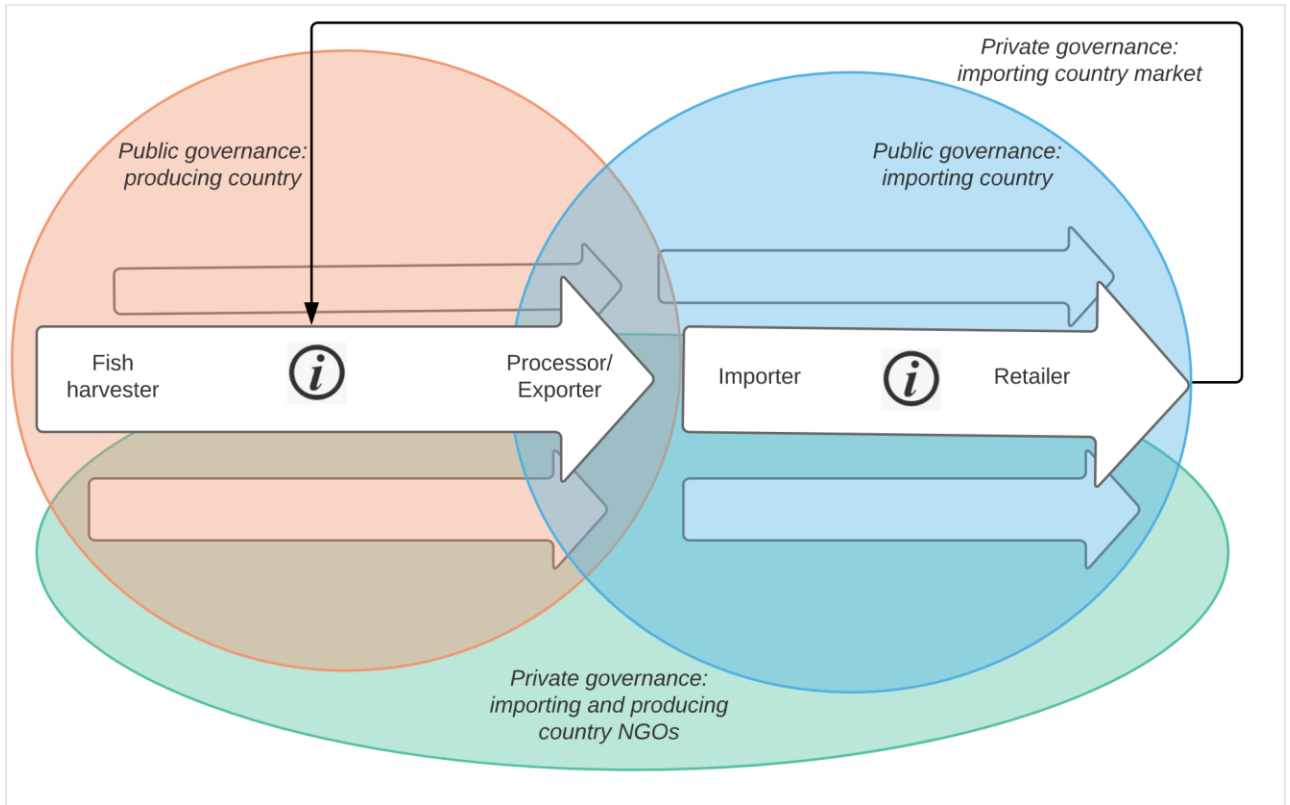 Private governance:
importing country market
Public governance:
producing country
Public governance:
importing country
Fish
harvester
i
Processor/
Exporter
Importer
i
Retailer
Private governance:
importing and producing
country NGOs